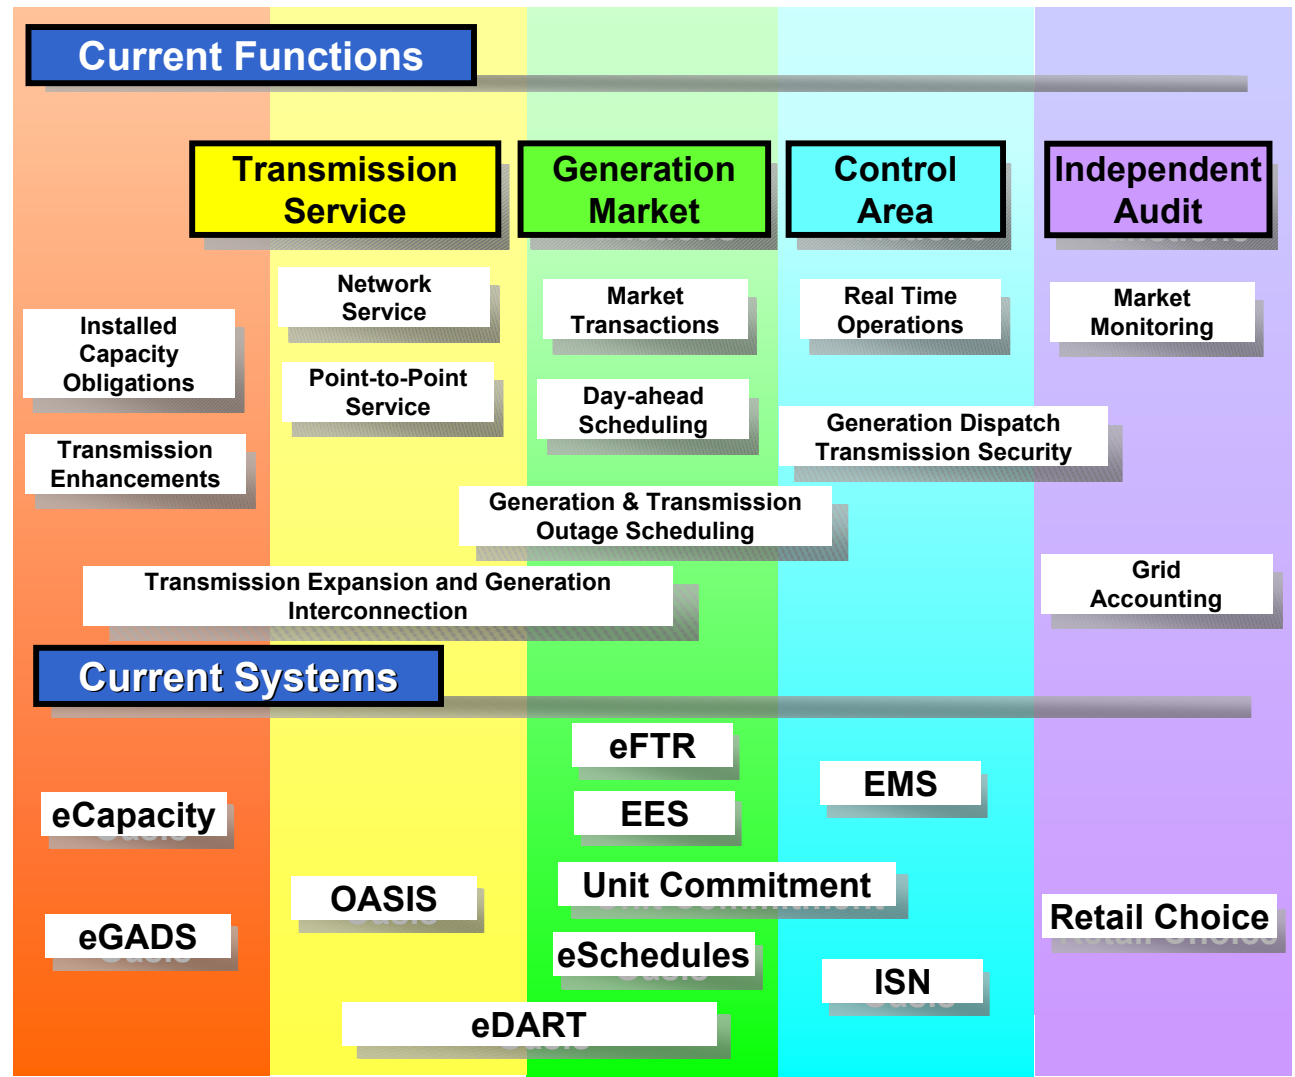 Current Functions
Transmission
Service
Generation
Market
Control
Area
Independent
Audit
Network
Service
Market
Transactions
Real Time
Operations
Market
Monitoring
Installed
Capacity
Obligations
Point-to-Point
Service
Day-ahead
Scheduling
Generation Dispatch
Transmission Security
Transmission
Enhancements
Generation & Transmission
Outage Scheduling
Transmission Expansion and Generation
Interconnection
Grid
Accounting
Current Systems
eFTR
EMS
eCapacity
EES
Unit Commitment
OASIS
Retail Choice
eGADS
eSchedules
ISN
eDART